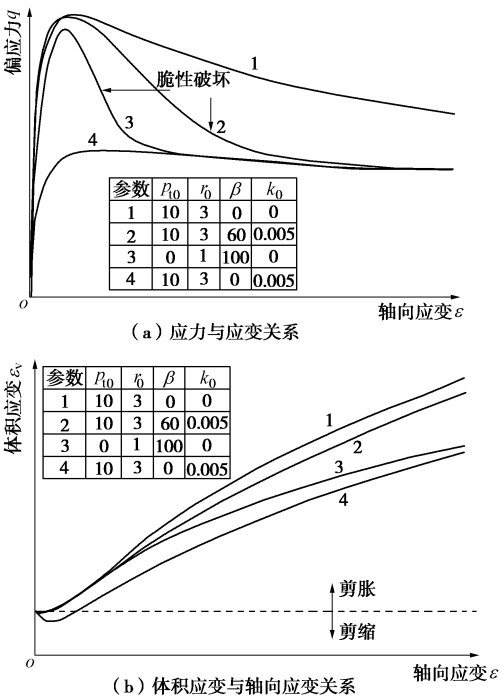 偏应力q
1
脆性破坏
3
2
4
参数 pt0 r0 β k0
1 10 3 0 0
2 10 3 60 0.005
3 0 1 100 0
4 10 3 0 0.005
o
轴向应变ε
（a）应力与应变关系
体积应变εv
参数 pt0 r0 β k0
1 10 3 0 0
2 10 3 60 0.005
3 0 1 100 0
4 10 3 0 0.005
1
2
3
4
剪胀
剪缩
o
轴向应变ε
（b）体积应变与轴向应变关系